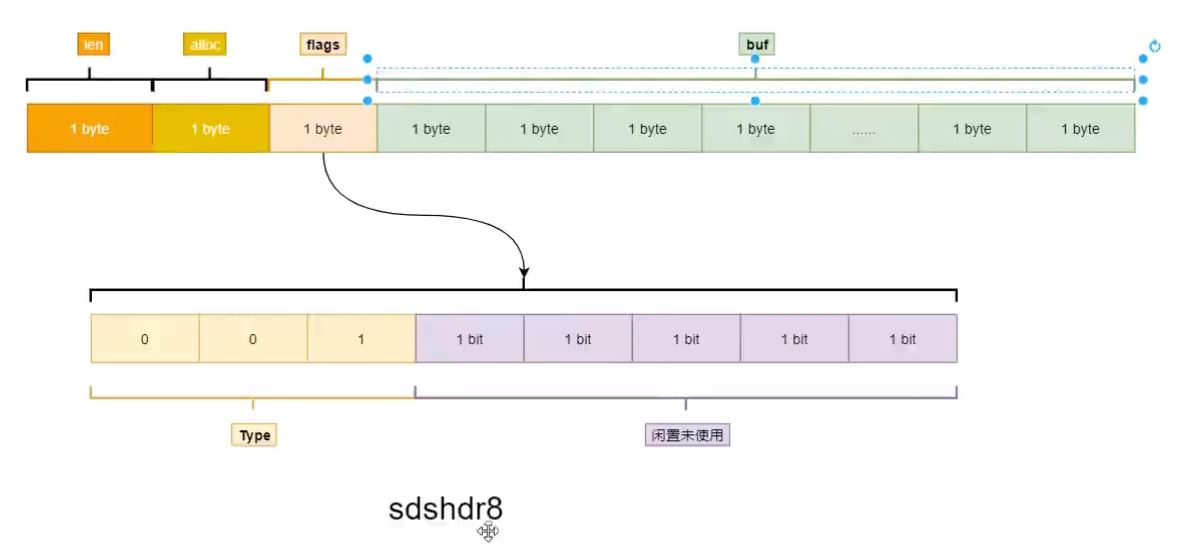 len alloc flags buf
1 byte 1 byte 1 byte 1 byte 1 byte 1 byte 1 byte ...... 1 byte 1 byte
0 0 1 1 bit 1 bit 1 bit 1 bit 1 bit
Type 闲置未使用
sdshdr8